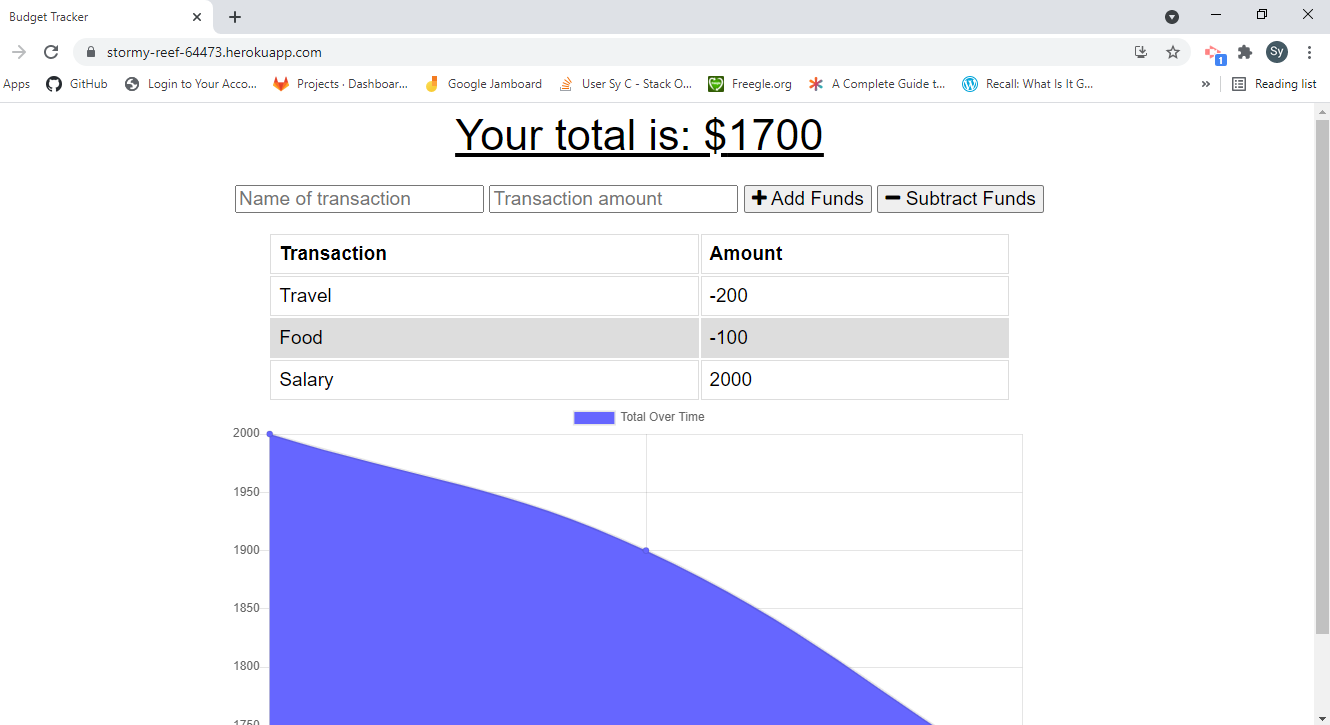 Budget Tracker
stormy-reef-64473.herokuapp.com
Sy
1
Apps GitHub Login to Your Acco... Projects · Dashboar... Google Jamboard User Sy C - Stack O... Freegle.org A Complete Guide t... Recall: What Is It G... » Reading list
Your total is: $1700
Name of transaction Transaction amount Add Funds Subtract Funds
Transaction Amount
Travel -200
Food -100
Salary 2000
Total Over Time
2000
1950
1900
1850
1800
1750